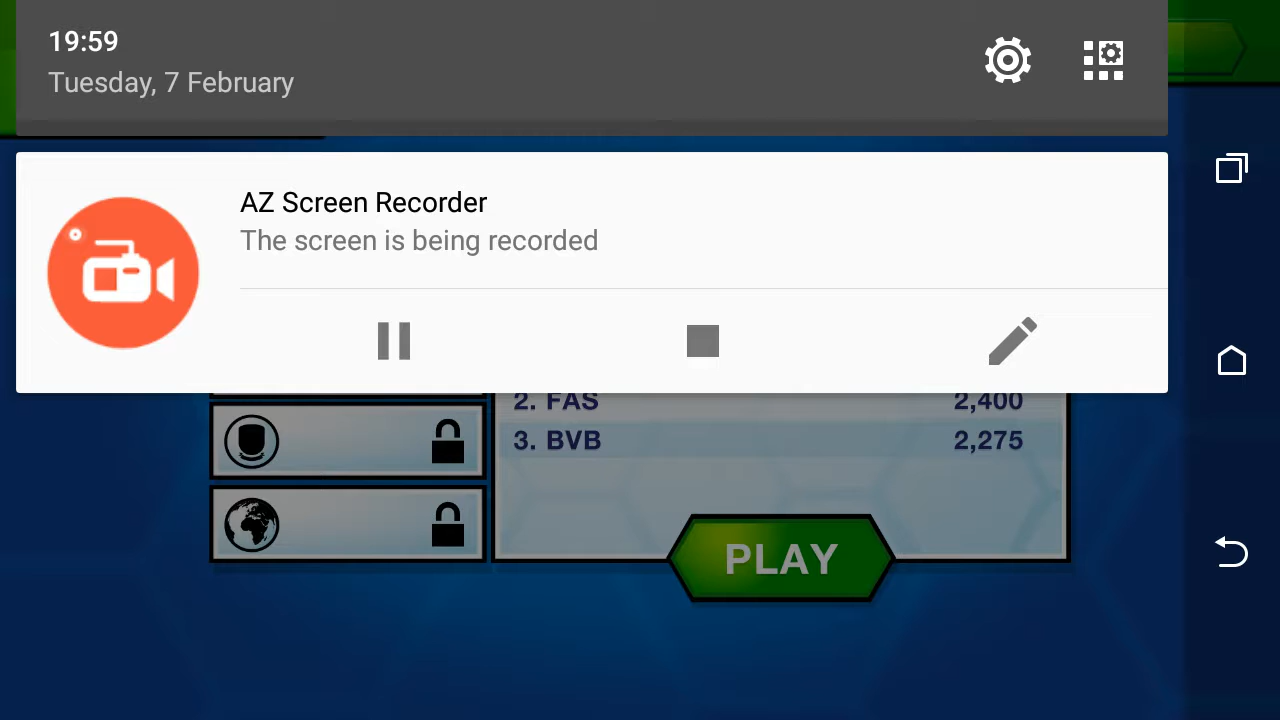 19:59
Tuesday, 7 February
AZ Screen Recorder
The screen is being recorded
2. FAS 2,400
3. BVB 2,275
PLAY